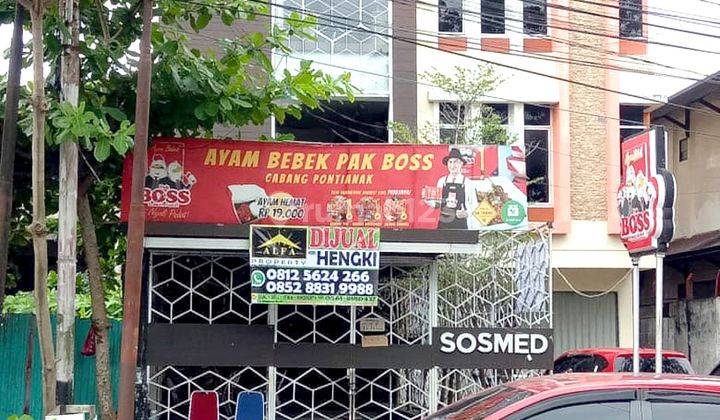 AYAM BEBEK PAK BOSS
CABANG PONTIANAK
BOSS
AYAM HEMAT
RP 19.000
rumah123
ALFA
PROPERTY
DIJUAL
HENGKI
0812 5624 266
0852 8831 9988
BOSS
SOSMED